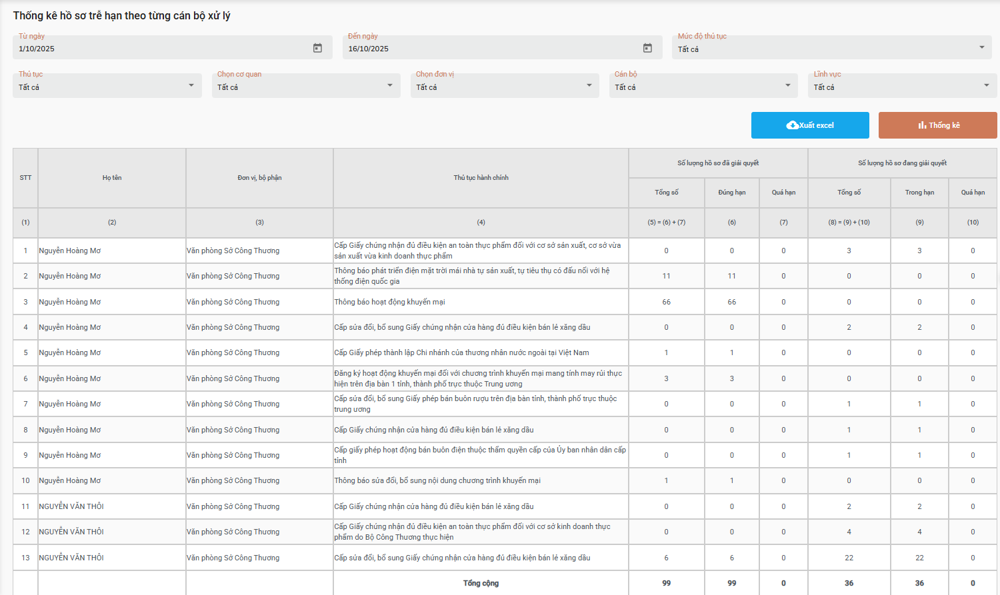 Thống kê hồ sơ trễ hạn theo từng cán bộ xử lý
Từ ngày
1/10/2025
Đến ngày
16/10/2025
Mức độ thủ tục
Tất cả
Thủ tục
Tất cả
Chọn cơ quan
Tất cả
Chọn đơn vị
Tất cả
Cán bộ
Tất cả
Lĩnh vực
Tất cả
Xuất excel
Thống kê
STT Họ tên Đơn vị, bộ phận Thủ tục hành chính Số lượng hồ sơ đã giải quyết Số lượng hồ sơ đang giải quyết
Tổng số Đúng hạn Quá hạn Tổng số Trong hạn Quá hạn
(1) (2) (3) (4) (5) = (6) + (7) (6) (7) (8) = (9) + (10) (9) (10)
1 Nguyễn Hoàng Mơ Văn phòng Sở Công Thương Cấp Giấy chứng nhận đủ điều kiện an toàn thực phẩm đối với cơ sở sản xuất, cơ sở vừa
sản xuất vừa kinh doanh thực phẩm 0 0 0 3 3 0
2 Nguyễn Hoàng Mơ Văn phòng Sở Công Thương Thông báo phát triển điện mặt trời mái nhà tự sản xuất, tự tiêu thụ có đấu nối với hệ
thống điện quốc gia 11 11 0 0 0 0
3 Nguyễn Hoàng Mơ Văn phòng Sở Công Thương Thông báo hoạt động khuyến mại 66 66 0 0 0 0
4 Nguyễn Hoàng Mơ Văn phòng Sở Công Thương Cấp sửa đổi, bổ sung Giấy chứng nhận cửa hàng đủ điều kiện bán lẻ xăng dầu 0 0 0 2 2 0
5 Nguyễn Hoàng Mơ Văn phòng Sở Công Thương Cấp Giấy phép thành lập Chi nhánh của thương nhân nước ngoài tại Việt Nam 1 1 0 0 0 0
6 Nguyễn Hoàng Mơ Văn phòng Sở Công Thương Đăng ký hoạt động khuyến mại đối với chương trình khuyến mại mang tính may rủi thực
hiện trên địa bàn 1 tỉnh, thành phố trực thuộc Trung ương 3 3 0 0 0 0
7 Nguyễn Hoàng Mơ Văn phòng Sở Công Thương Cấp sửa đổi, bổ sung Giấy phép bán buôn rượu trên địa bàn tỉnh, thành phố trực thuộc
trung ương 0 0 0 1 1 0
8 Nguyễn Hoàng Mơ Văn phòng Sở Công Thương Cấp Giấy chứng nhận cửa hàng đủ điều kiện bán lẻ xăng dầu 0 0 0 1 1 0
9 Nguyễn Hoàng Mơ Văn phòng Sở Công Thương Cấp giấy phép hoạt động bán buôn điện thuộc thẩm quyền cấp của Ủy ban nhân dân cấp
tỉnh 0 0 0 1 1 0
10 Nguyễn Hoàng Mơ Văn phòng Sở Công Thương Thông báo sửa đổi, bổ sung nội dung chương trình khuyến mại 1 1 0 0 0 0
11 NGUYỄN VĂN THÔI Văn phòng Sở Công Thương Cấp Giấy chứng nhận cửa hàng đủ điều kiện bán lẻ xăng dầu 0 0 0 2 2 0
12 NGUYỄN VĂN THÔI Văn phòng Sở Công Thương Cấp Giấy chứng nhận đủ điều kiện an toàn thực phẩm đối với cơ sở kinh doanh thực
phẩm do Bộ Công Thương thực hiện 0 0 0 4 4 0
13 NGUYỄN VĂN THÔI Văn phòng Sở Công Thương Cấp sửa đổi, bổ sung Giấy chứng nhận cửa hàng đủ điều kiện bán lẻ xăng dầu 6 6 0 22 22 0
Tổng cộng 99 99 0 36 36 0